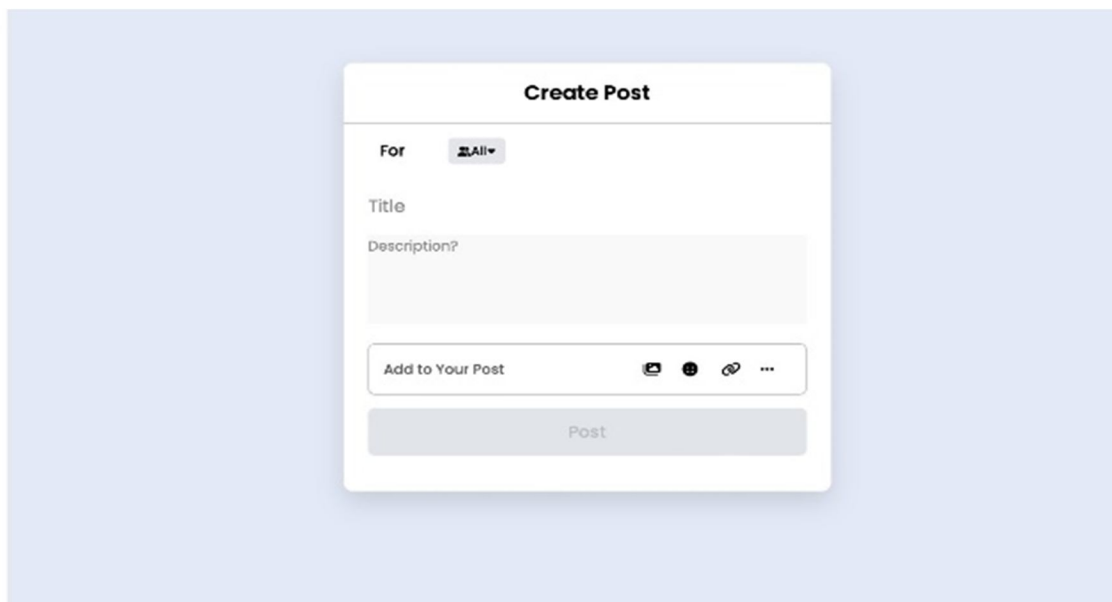 Create Post
For All
Title
Description?
Add to Your Post
Post